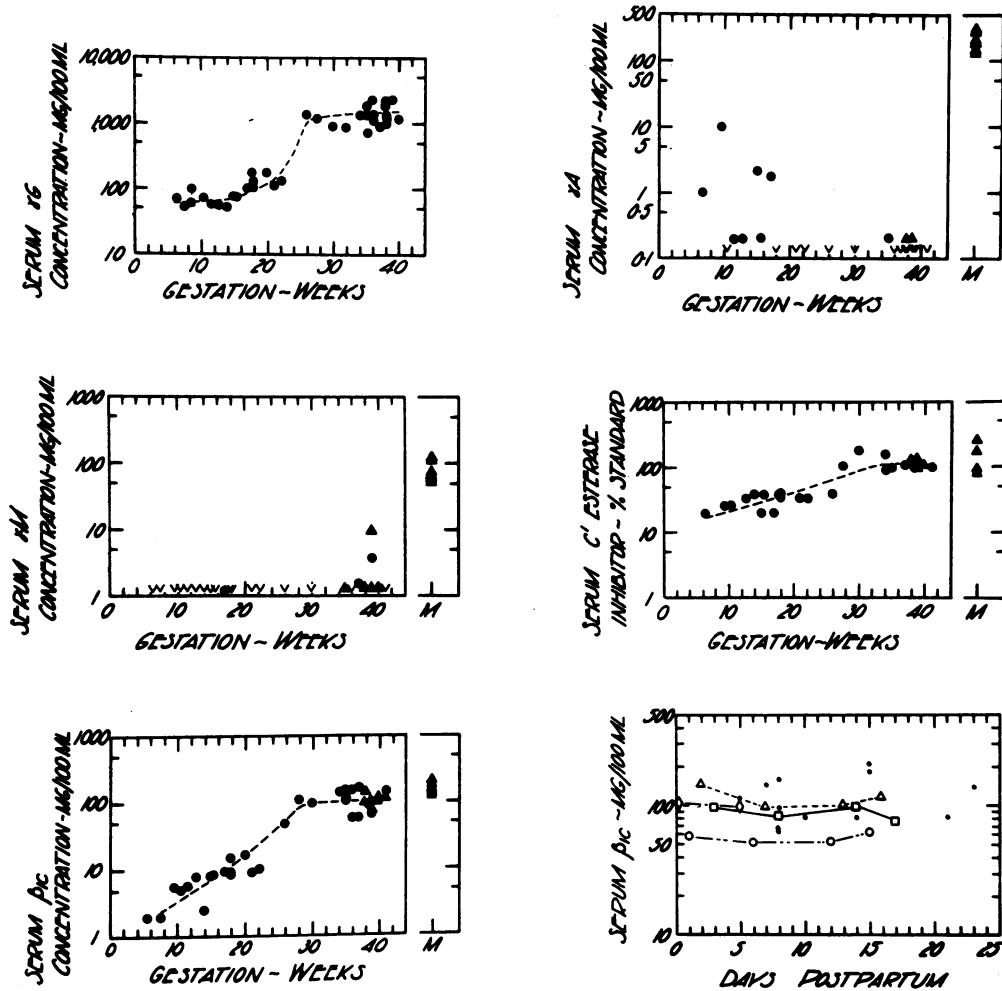 SERUM γG
CONCENTRATION~MG/100ML
10,000
1,000
100
10
0 10 20 30 40
GESTATION~WEEKS
SERUM γA
CONCENTRATION~MG/100ML
500
100
50
10
5
1
0.5
0.1
0 10 20 30 40 M
GESTATION~WEEKS
SERUM γM
CONCENTRATION~MG/100ML
1000
100
10
1
0 10 20 30 40 M
GESTATION~WEEKS
SERUM C' ESTERASE
INHIBITOR~% STANDARD
1000
100
10
1
0 10 20 30 40 M
GESTATION~WEEKS
SERUM β1C
CONCENTRATION~MG/100ML
1000
100
10
1
0 10 20 30 40 M
GESTATION~WEEKS
SERUM β1C~MG/100ML
500
100
50
10
0 5 10 15 20 25
DAYS POSTPARTUM